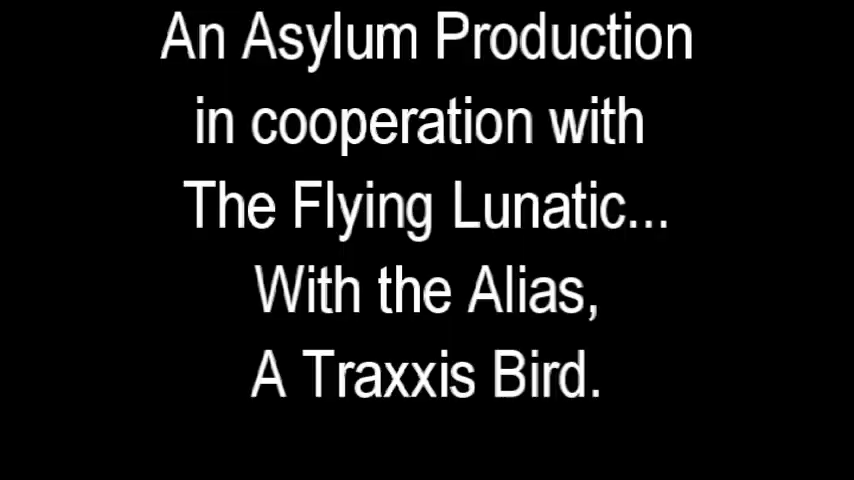 An Asylum Production
in cooperation with
The Flying Lunatic...
With the Alias,
A Traxxis Bird.